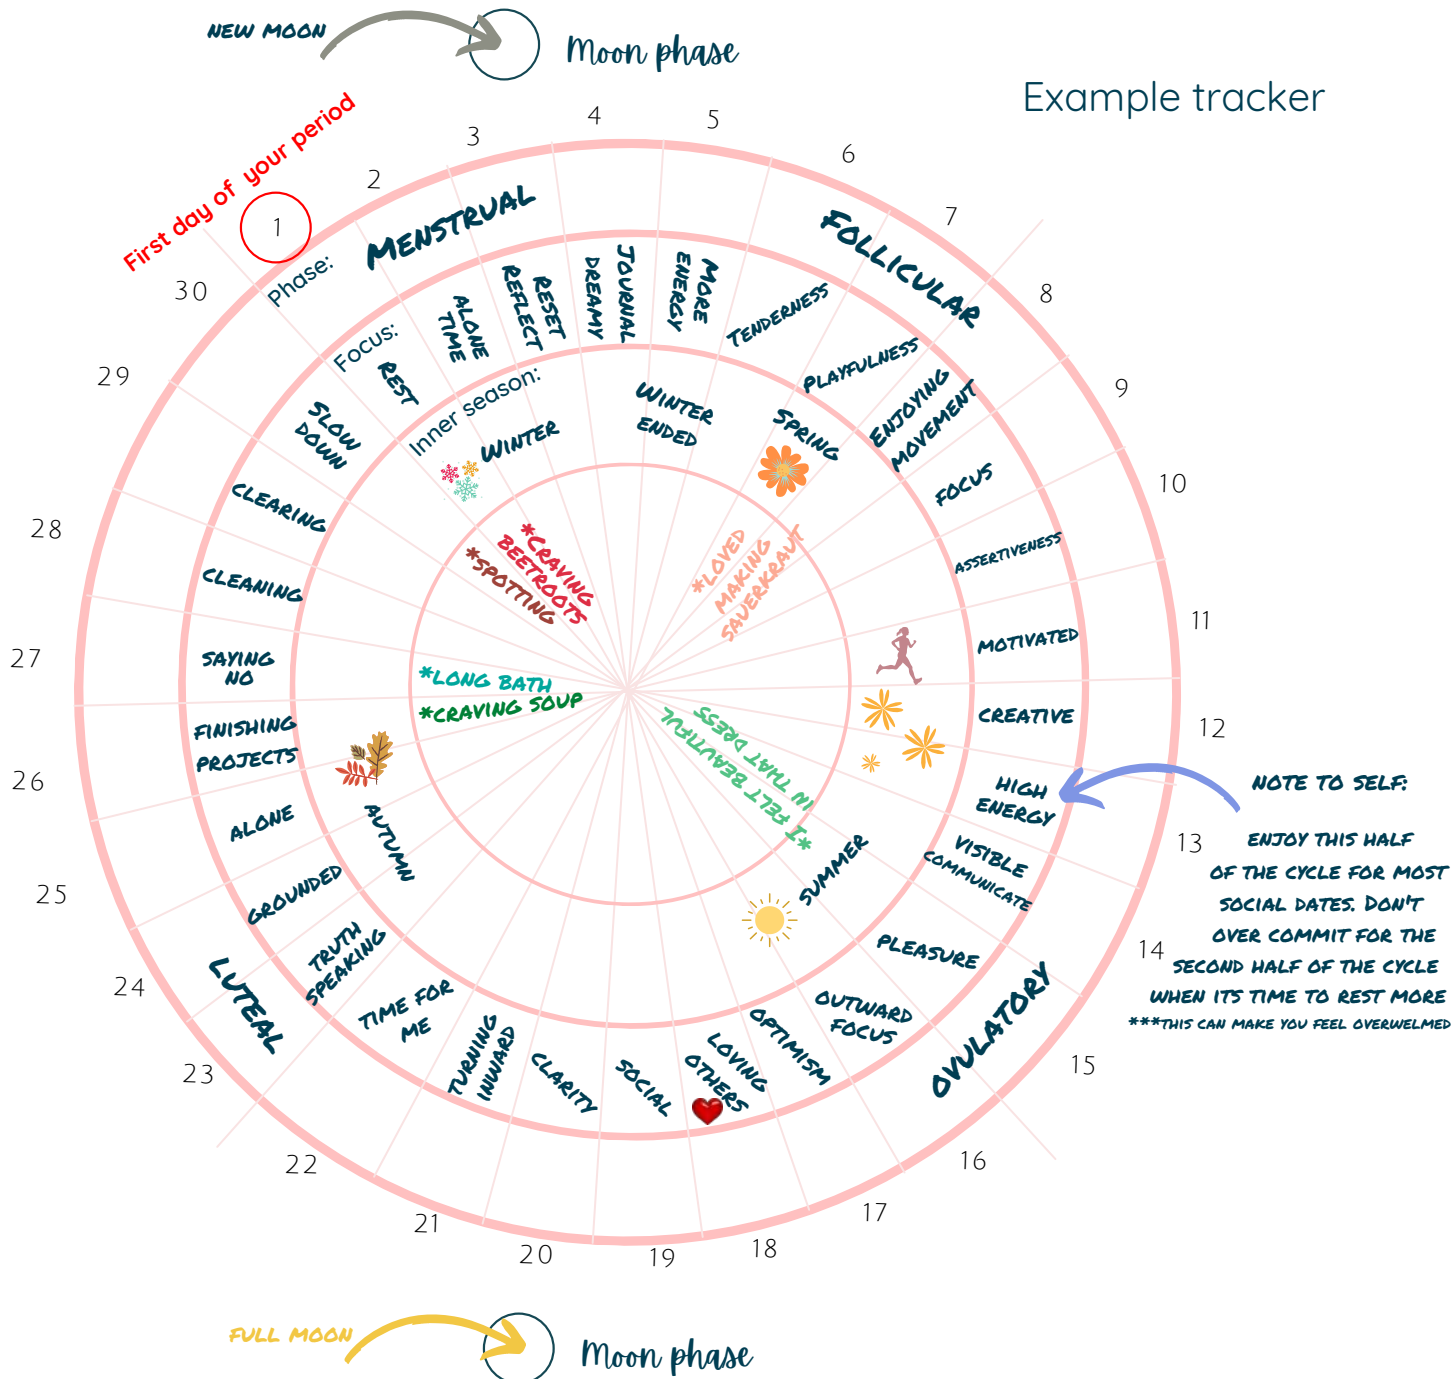 NEW MOON
Moon phase
Example tracker
First day of your period
1
2
3
4
5
6
7
8
9
10
11
12
13
14
15
16
17
18
19
20
21
22
23
24
25
26
27
28
29
30
Phase:
MENSTRUAL
FOLLICULAR
OVULATORY
LUTEAL
Focus:
REST
ALONE
TIME
RESET
REFLECT
JOURNAL
DREAMY
MORE
ENERGY
TENDERNESS
PLAYFULNESS
ENJOYING
MOVEMENT
FOCUS
ASSERTIVENESS
MOTIVATED
CREATIVE
HIGH
ENERGY
VISIBLE
COMMUNICATE
PLEASURE
OUTWARD
FOCUS
OPTIMISM
LOVING
OTHERS
SOCIAL
CLARITY
TURNING
INWARD
TIME FOR
ME
TRUTH
SPEAKING
GROUNDED
ALONE
FINISHING
PROJECTS
SAYING
NO
CLEANING
CLEARING
SLOW
DOWN
Inner season:
WINTER
WINTER
ENDED
SPRING
SUMMER
AUTUMN
*CRAVING
BEETROOTS
*SPOTTING
*LOVED
MAKING
SAUERKRAUT
*I FELT BEAUTIFUL
IN THAT DRESS
*LONG BATH
*CRAVING SOUP
NOTE TO SELF:
ENJOY THIS HALF
OF THE CYCLE FOR MOST
SOCIAL DATES. DON'T
OVER COMMIT FOR THE
SECOND HALF OF THE CYCLE
WHEN ITS TIME TO REST MORE
***THIS CAN MAKE YOU FEEL OVERWELMED
FULL MOON
Moon phase